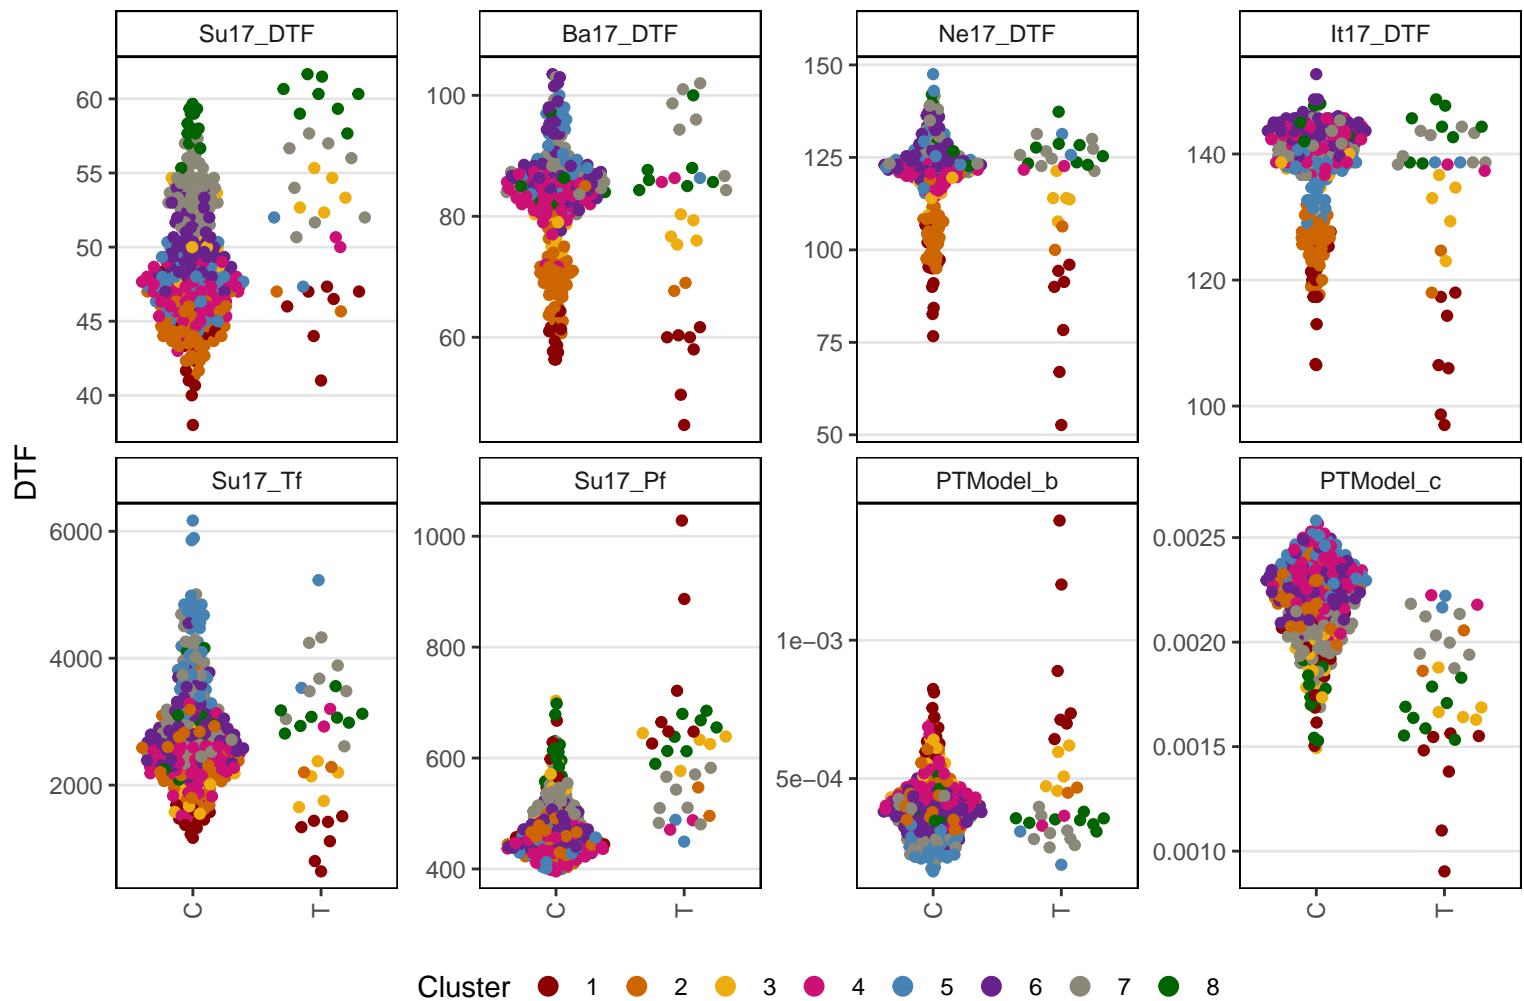 Su17_DTF Ba17_DTF Ne17_DTF It17_DTF
60 55 50 45 40
100 80 60
150 125 100 75 50
140 120 100
DTF
Su17_Tf Su17_Pf PTModel_b PTModel_c
6000 4000 2000
1000 800 600 400
1e−03 5e−04
0.0025 0.0020 0.0015 0.0010
C T C T C T C T
Cluster 1 2 3 4 5 6 7 8